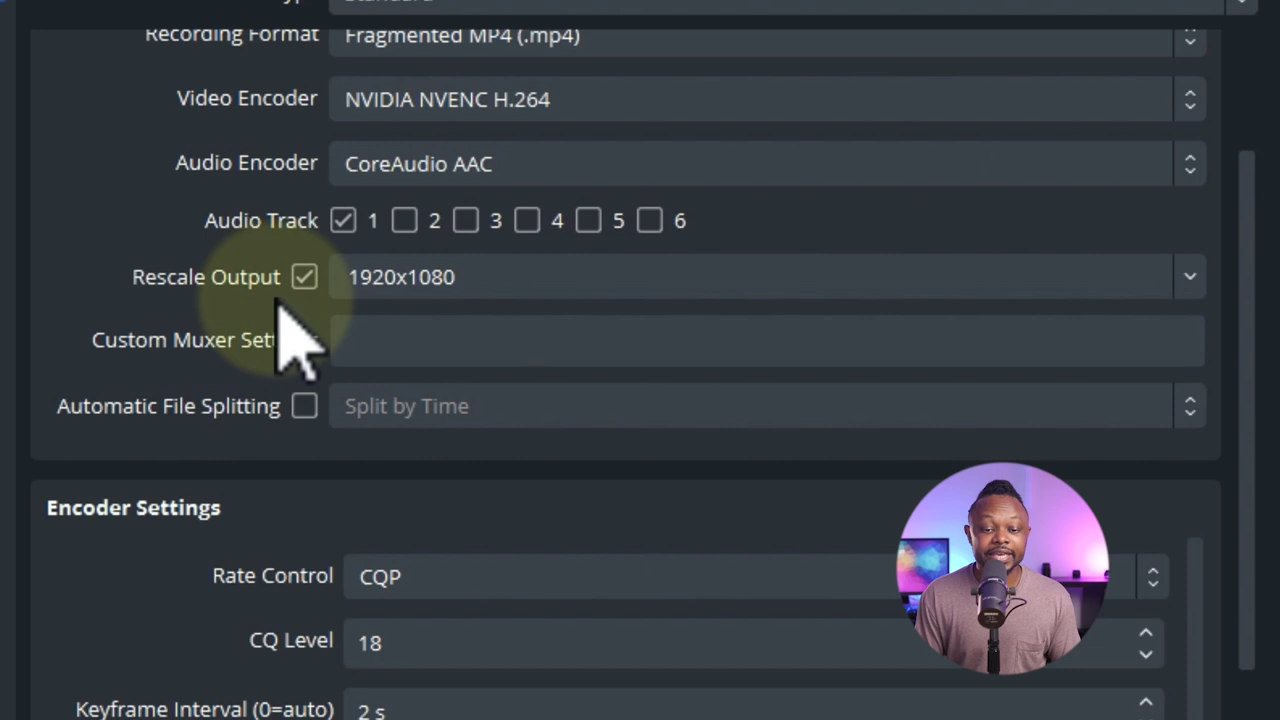 Recording Format Fragmented MP4 (.mp4)
Video Encoder NVIDIA NVENC H.264
Audio Encoder CoreAudio AAC
Audio Track 1 2 3 4 5 6
Rescale Output 1920x1080
Custom Muxer Sett
Automatic File Splitting Split by Time
Encoder Settings
Rate Control CQP
CQ Level 18
Keyframe Interval (0=auto) 2 s